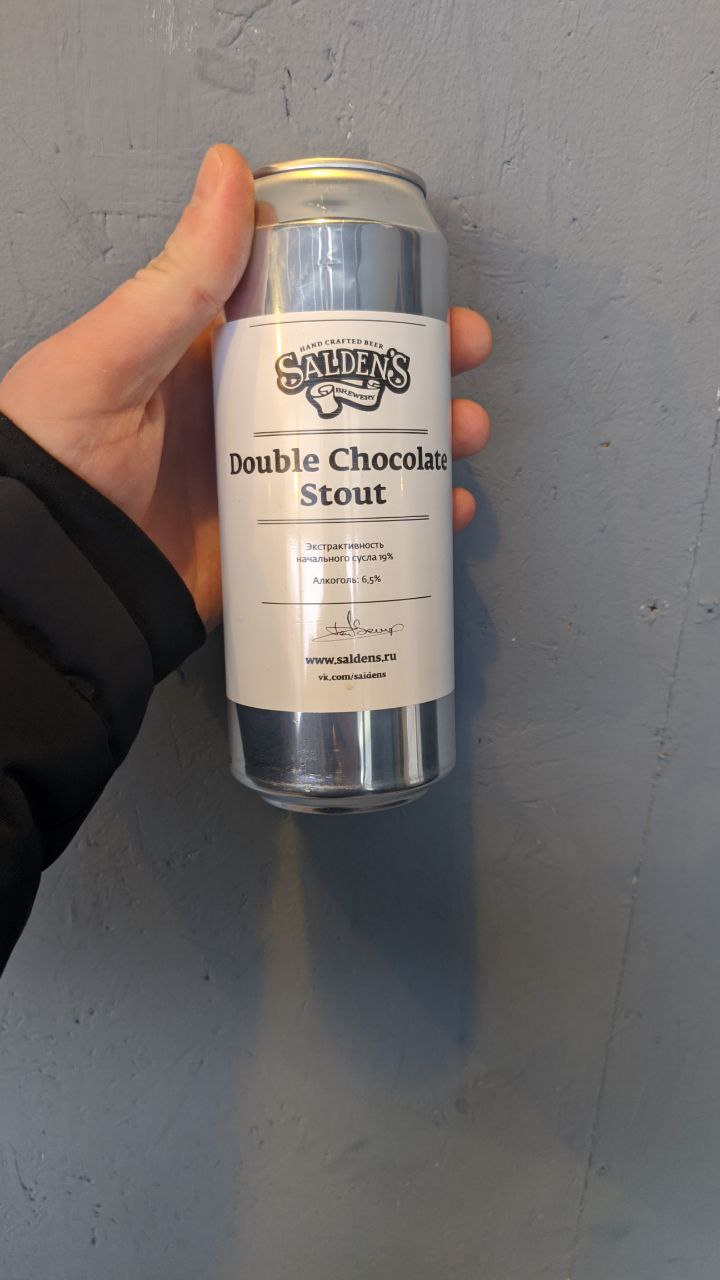 HAND CRAFTED BEER
SALDEN'S
BREWERY
Double Chocolate
Stout
Экстрактивность
начального сусла 19%
Алкоголь: 6,5%
www.saldens.ru
vk.com/saldens